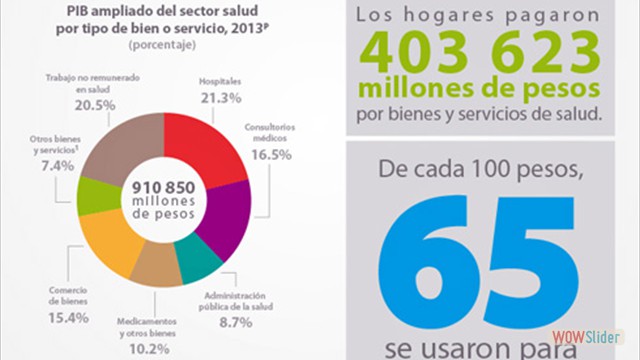 PIB ampliado del sector salud
por tipo de bien o servicio, 2013ᵖ
(porcentaje)
Trabajo no remunerado
en salud
20.5%
Hospitales
21.3%
Consultorios
médicos
16.5%
Otros bienes
y servicios¹
7.4%
910 850
millones
de pesos
Comercio
de bienes
15.4%
Medicamentos
y otros bienes
10.2%
Administración
pública de la salud
8.7%
Los hogares pagaron
403 623
millones de pesos
por bienes y servicios de salud.
De cada 100 pesos,
65
se usaron para
WOWSlider